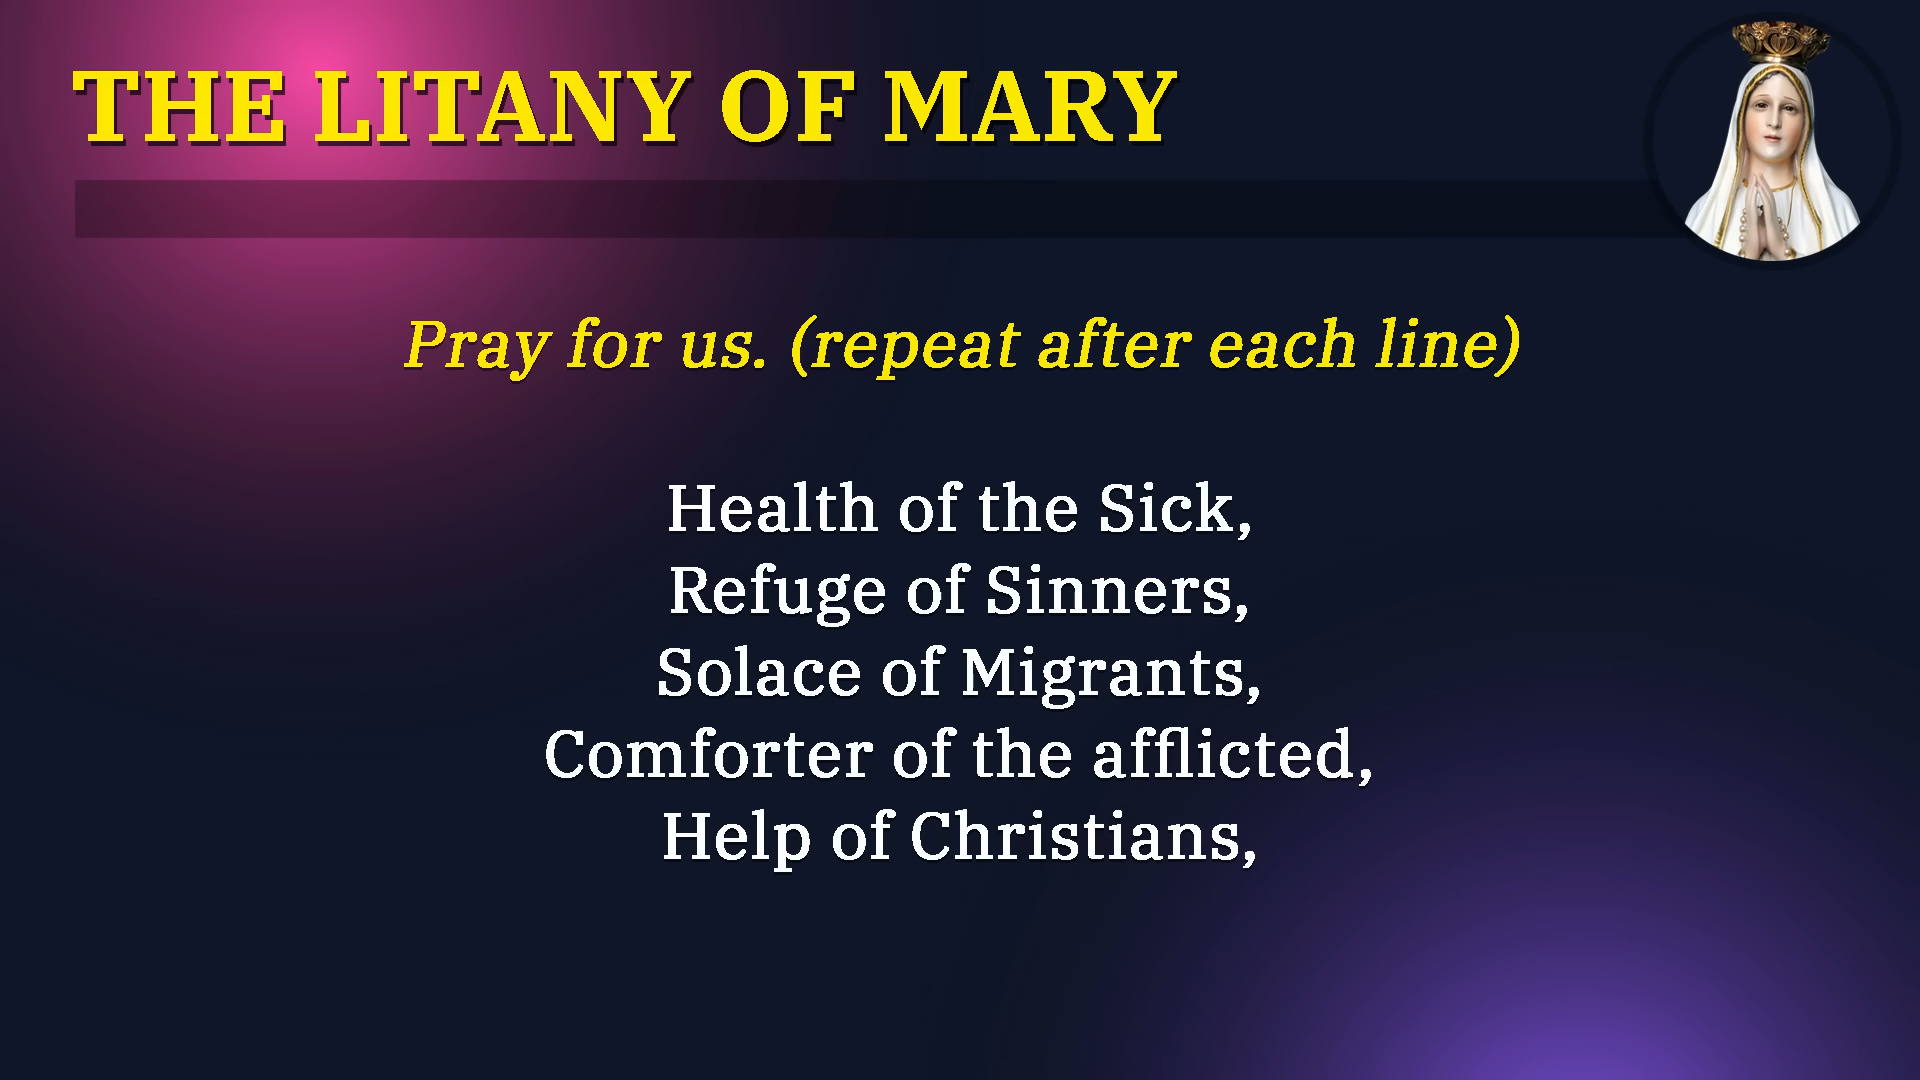 THE LITANY OF MARY
Pray for us. (repeat after each line)
Health of the Sick,
Refuge of Sinners,
Solace of Migrants,
Comforter of the afflicted,
Help of Christians,